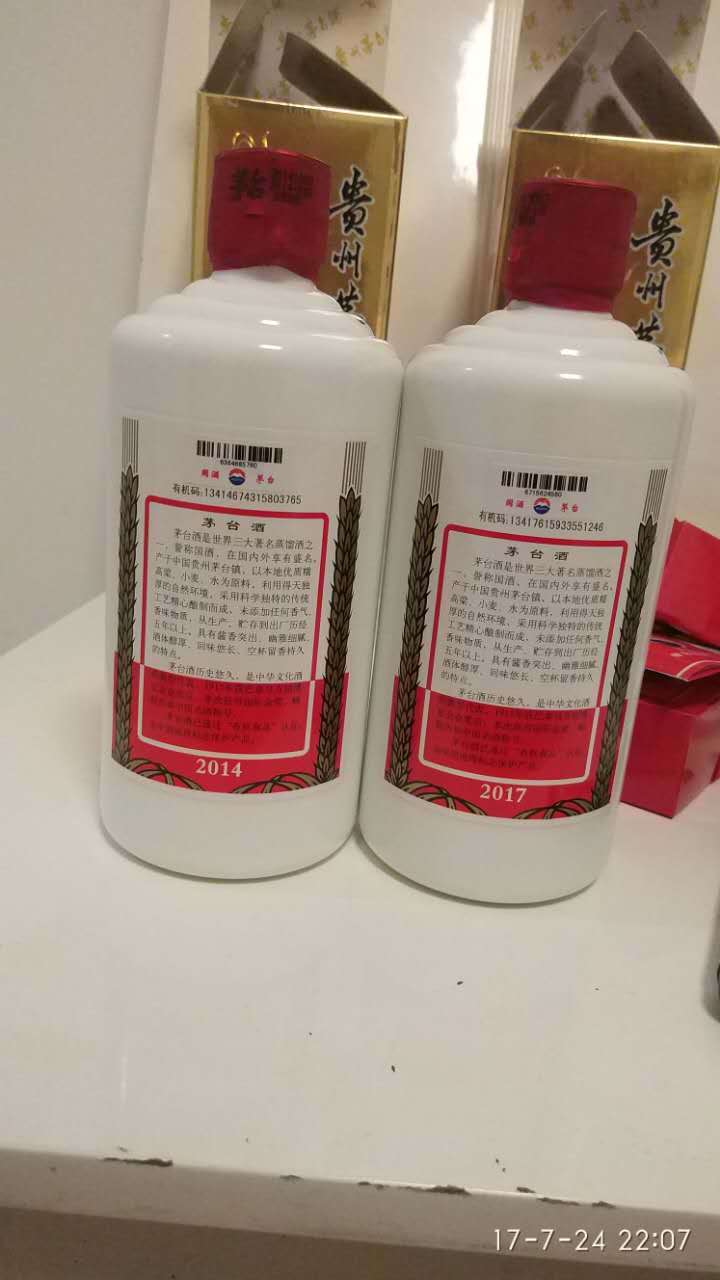 贵州茅
贵州茅
6364685780
国酒 茅台
有机码:13414674315803765
茅台酒
茅台酒是世界三大著名蒸馏酒之
一，誉称国酒，在国内外享有盛名。
产于中国贵州茅台镇，以本地优质糯
高粱、小麦、水为原料，利用得天独
厚的自然环境，采用科学独特的传统
工艺精心酿制而成，未添加任何香气、
香味物质，从生产、贮存到出厂历经
五年以上。具有酱香突出、幽雅细腻、
酒体醇厚、回味悠长、空杯留香持久
的特点。
茅台酒历史悠久，是中华文化酒
2014
6715624580
国酒 茅台
有机码:13417615933551246
茅台酒
茅台酒是世界三大著名蒸馏酒之
一，誉称国酒，在国内外享有盛名。
产于中国贵州茅台镇，以本地优质糯
高粱、小麦、水为原料，利用得天独
厚的自然环境，采用科学独特的传统
工艺精心酿制而成，未添加任何香气、
香味物质，从生产、贮存到出厂历经
五年以上。具有酱香突出、幽雅细腻、
酒体醇厚、回味悠长、空杯留香持久
的特点。
茅台酒历史悠久，是中华文化酒
2017
17-7-24 22:07